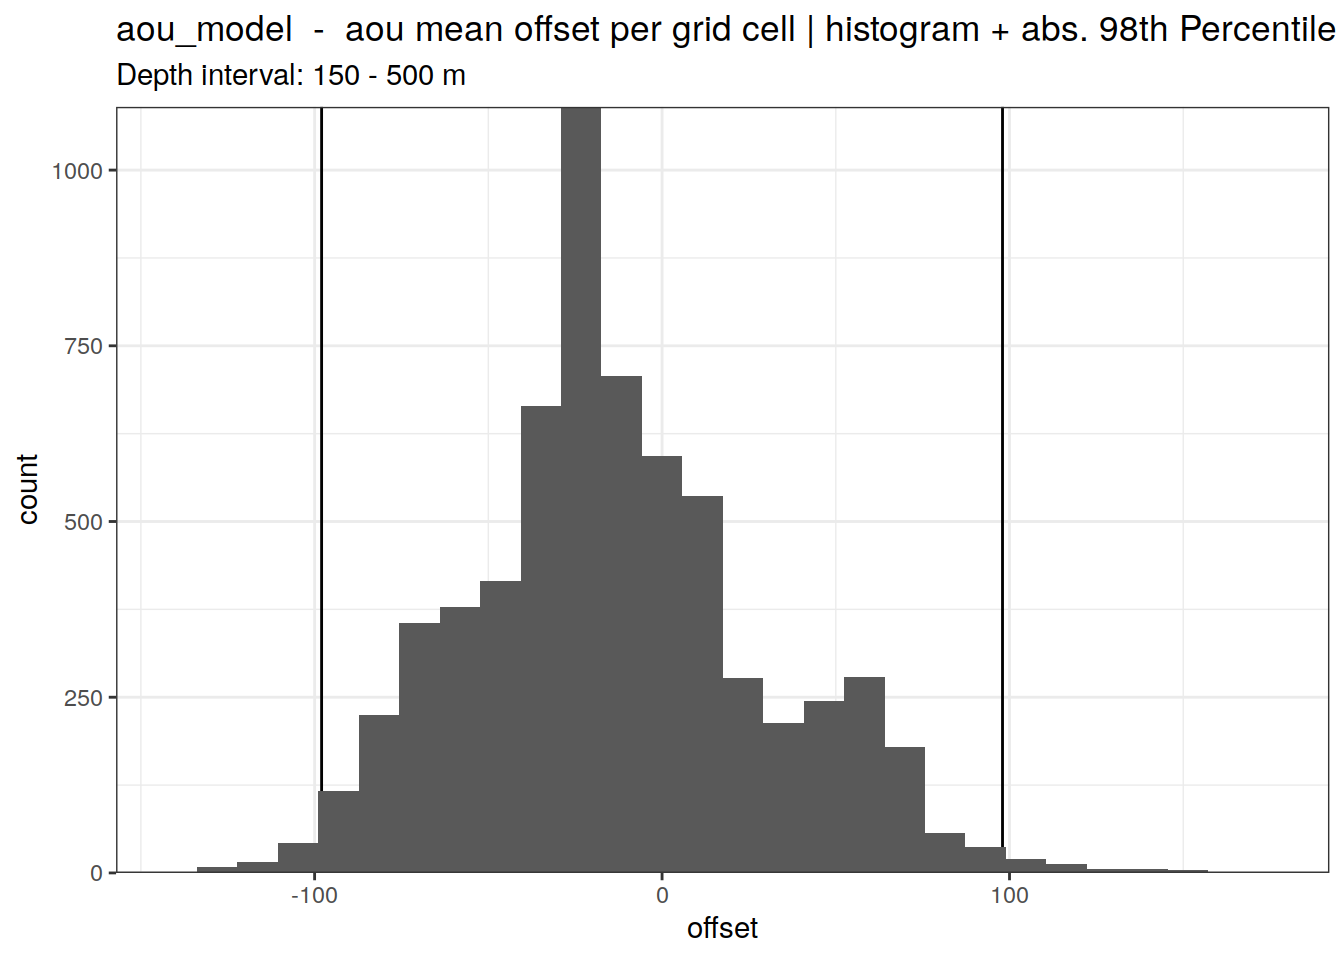 aou_model  -  aou mean offset per grid cell | histogram + abs. 98th Percentile
Depth interval: 150 - 500 m
1000
750
500
250
0
count
-100
0
100
offset